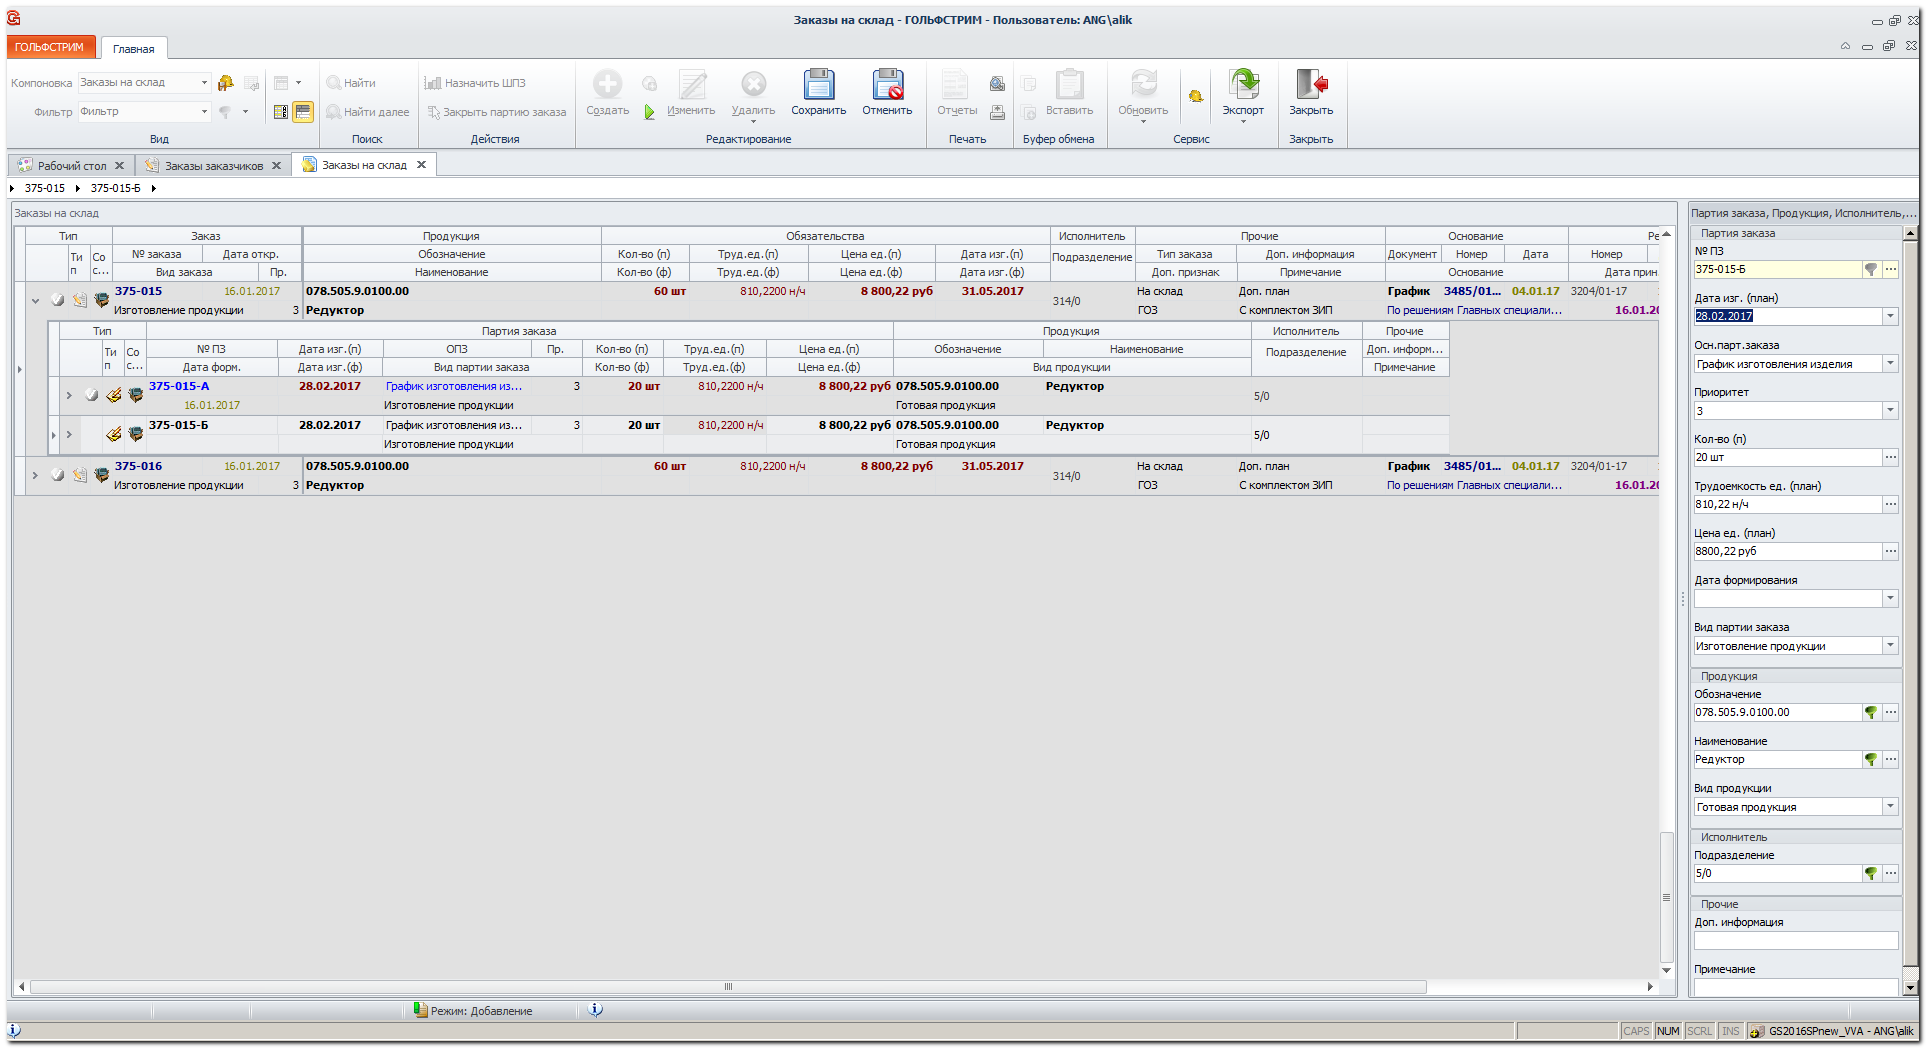 Заказы на склад - ГОЛЬФСТРИМ - Пользователь: ANG\alik
ГОЛЬФСТРИМ Главная
Компоновка Заказы на склад
Фильтр Фильтр
Вид
Найти
Найти далее
Поиск
Назначить ШПЗ
Закрыть партию заказа
Действия
Создать Изменить Удалить Сохранить Отменить
Редактирование
Отчеты
Печать
Вставить
Буфер обмена
Обновить Экспорт
Сервис
Закрыть
Закрыть
Рабочий стол Заказы заказчиков Заказы на склад
375-015 375-015-Б
Заказы на склад
Тип Заказ Продукция Обязательства Исполнитель Прочие Основание Ре
Ти п Со с... № заказа Дата откр. Обозначение Кол-во (п) Труд.ед.(п) Цена ед.(п) Дата изг.(п) Подразделение Тип заказа Доп. информация Документ Номер Дата Номер
Вид заказа Пр. Наименование Кол-во (ф) Труд.ед.(ф) Цена ед.(ф) Дата изг.(ф) Доп. признак Примечание Основание Дата прин
375-015 16.01.2017 078.505.9.0100.00 60 шт 810,2200 н/ч 8 800,22 руб 31.05.2017 314/0 На склад Доп. план График 3485/01... 04.01.17 3204/01-17
Изготовление продукции 3 Редуктор ГОЗ С комплектом ЗИП По решениям Главных специали... 16.01.20
Тип Партия заказа Продукция Исполнитель Прочие
Ти п Со с... № ПЗ Дата изг.(п) ОПЗ Пр. Кол-во (п) Труд.ед.(п) Цена ед.(п) Обозначение Наименование Подразделение Доп. информ...
Дата форм. Дата изг.(ф) Вид партии заказа Кол-во (ф) Труд.ед.(ф) Цена ед.(ф) Вид продукции Примечание
375-015-А 28.02.2017 График изготовления из... 3 20 шт 810,2200 н/ч 8 800,22 руб 078.505.9.0100.00 Редуктор 5/0
16.01.2017 Изготовление продукции Готовая продукция
375-015-Б 28.02.2017 График изготовления из... 3 20 шт 810,2200 н/ч 8 800,22 руб 078.505.9.0100.00 Редуктор 5/0
Изготовление продукции Готовая продукция
375-016 16.01.2017 078.505.9.0100.00 60 шт 810,2200 н/ч 8 800,22 руб 31.05.2017 314/0 На склад Доп. план График 3485/01... 04.01.17 3204/01-17
Изготовление продукции 3 Редуктор ГОЗ С комплектом ЗИП По решениям Главных специали... 16.01.20
Партия заказа, Продукция, Исполнитель,...
Партия заказа
№ ПЗ
375-015-Б
Дата изг. (план)
28.02.2017
Осн.парт.заказа
График изготовления изделия
Приоритет
3
Кол-во (п)
20 шт
Трудоемкость ед. (план)
810,22 н/ч
Цена ед. (план)
8800,22 руб
Дата формирования
Вид партии заказа
Изготовление продукции
Продукция
Обозначение
078.505.9.0100.00
Наименование
Редуктор
Вид продукции
Готовая продукция
Исполнитель
Подразделение
5/0
Прочие
Доп. информация
Примечание
Режим: Добавление
CAPS NUM SCRL INS GS2016SPnew_VVA - ANG\alik